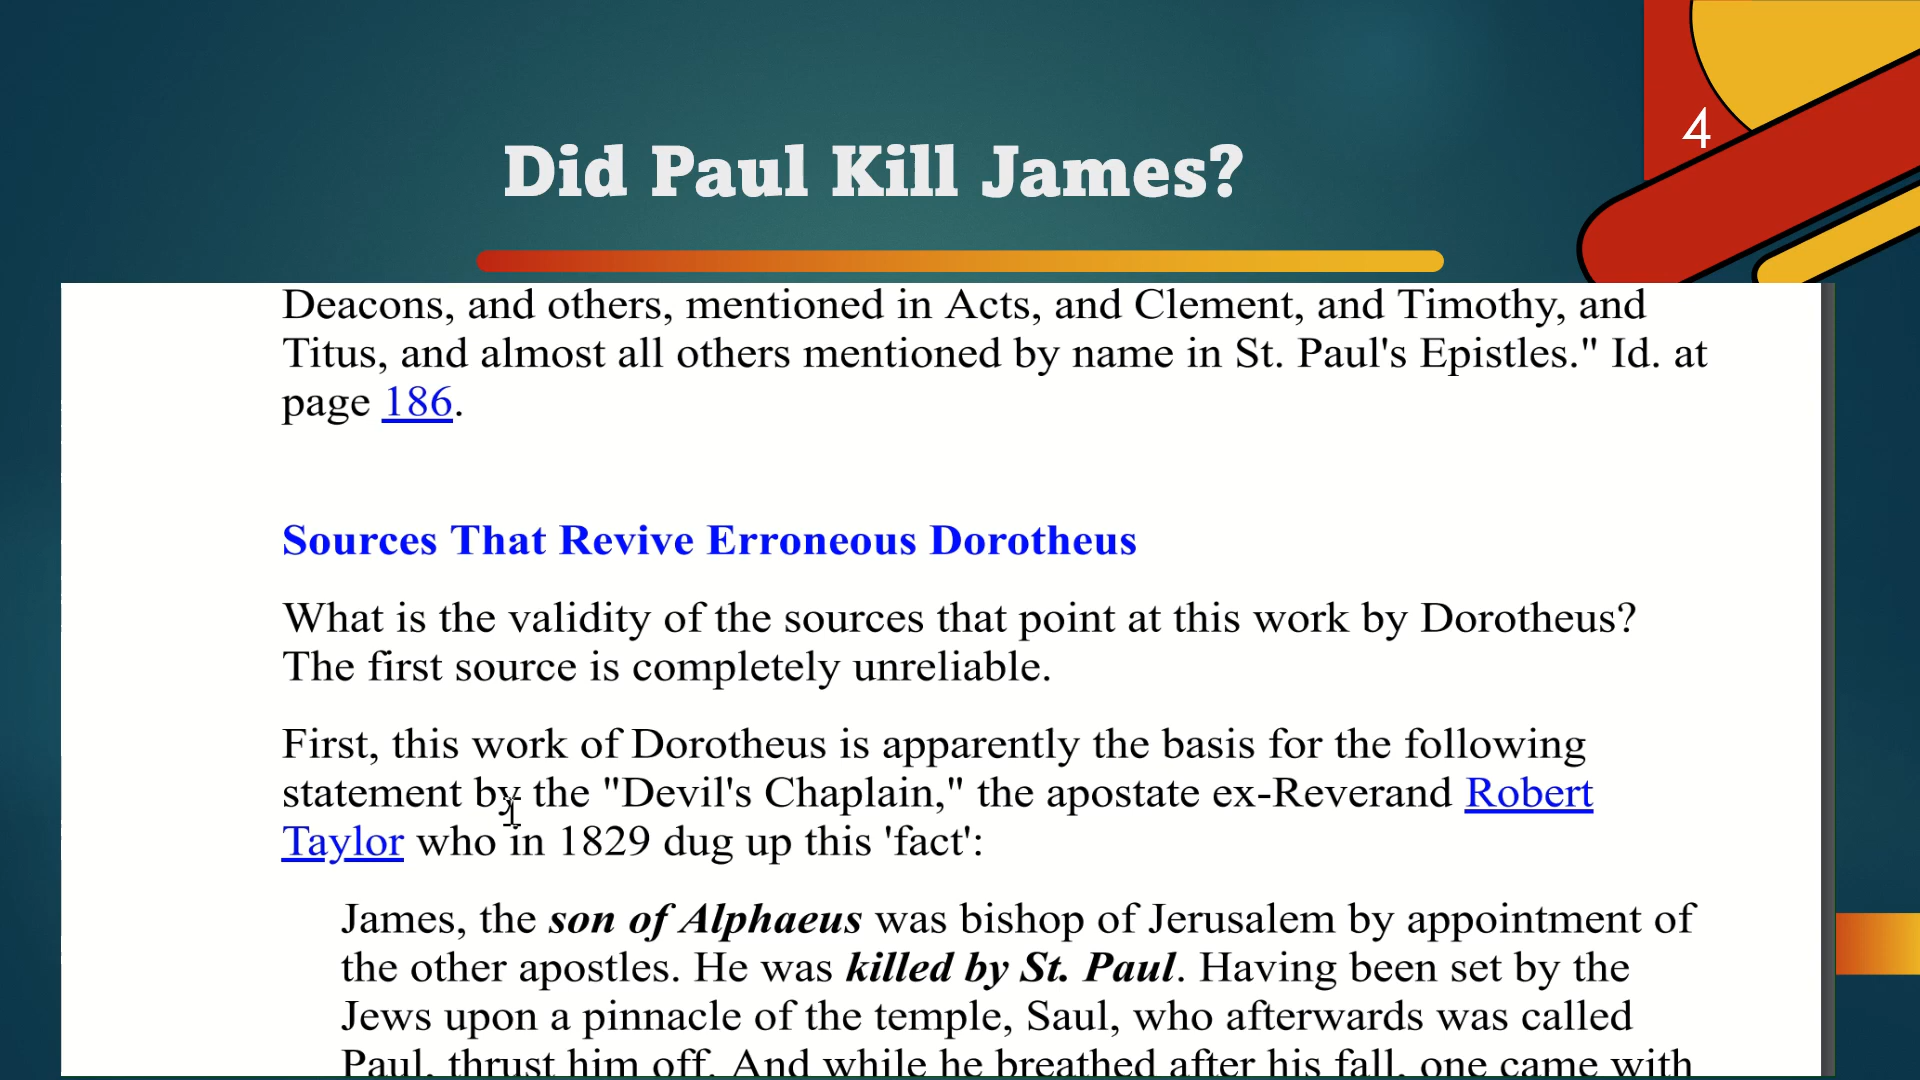 4
Did Paul Kill James?
Deacons, and others, mentioned in Acts, and Clement, and Timothy, and
Titus, and almost all others mentioned by name in St. Paul's Epistles." Id. at
page 186.
Sources That Revive Erroneous Dorotheus
What is the validity of the sources that point at this work by Dorotheus?
The first source is completely unreliable.
First, this work of Dorotheus is apparently the basis for the following
statement by the "Devil's Chaplain," the apostate ex-Reverand Robert
Taylor who in 1829 dug up this 'fact':
James, the son of Alphaeus was bishop of Jerusalem by appointment of
the other apostles. He was killed by St. Paul. Having been set by the
Jews upon a pinnacle of the temple, Saul, who afterwards was called
Paul, thrust him off. And while he breathed after his fall, one came with